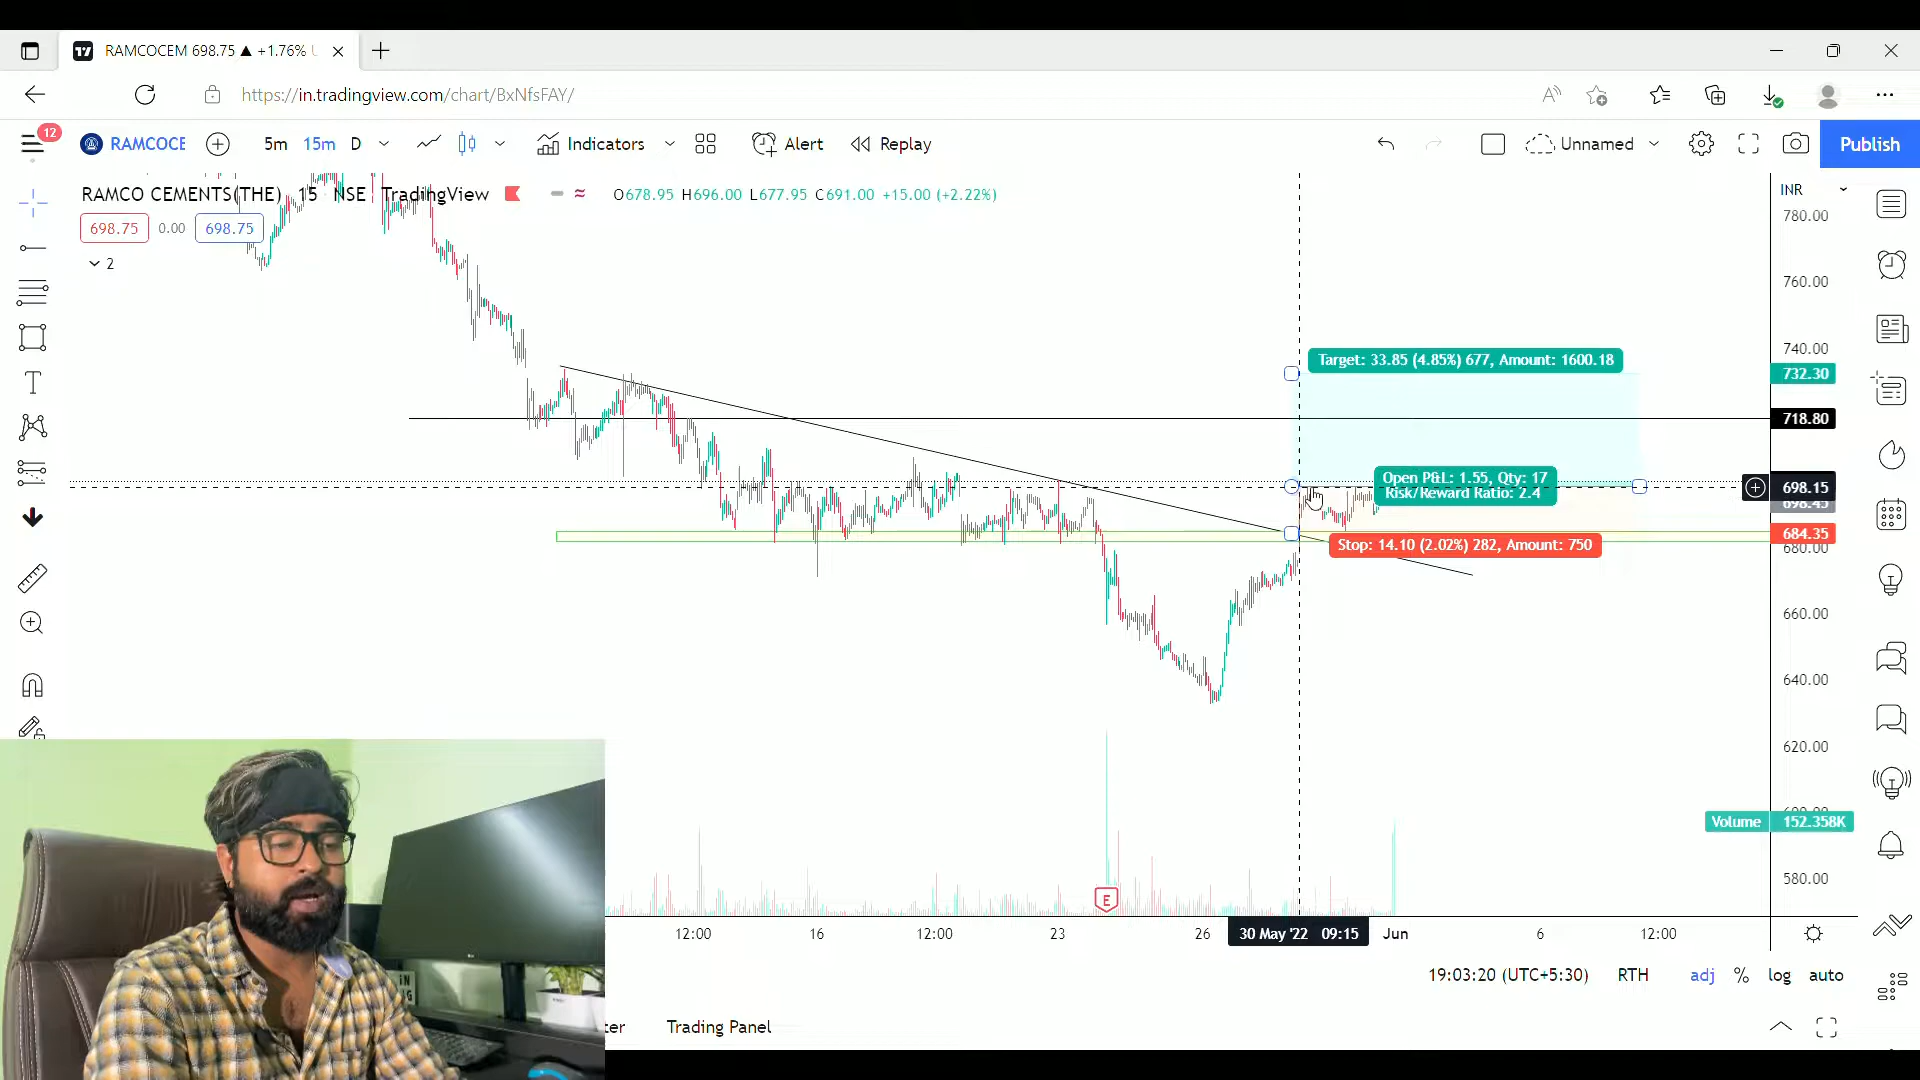 RAMCOCEM 698.75 ▲ +1.76%
https://in.tradingview.com/chart/BxNfsFAY/
12
RAMCOCE
5m 15m D
Indicators
Alert
Replay
Unnamed
Publish
RAMCO CEMENTS(THE) · 15 · NSE TradingView
O678.95 H696.00 L677.95 C691.00 +15.00 (+2.22%)
698.75 0.00 698.75
2
INR
780.00
760.00
740.00
732.30
718.80
698.15
698.45
684.35
680.00
660.00
640.00
620.00
580.00
Target: 33.85 (4.85%) 677, Amount: 1600.18
Open P&L: 1.55, Qty: 17
Risk/Reward Ratio: 2.4
Stop: 14.10 (2.02%) 282, Amount: 750
Volume 152.358K
E
12:00 16 12:00 23 26 30 May '22 09:15 Jun 6 12:00
19:03:20 (UTC+5:30) RTH adj % log auto
Trading Panel